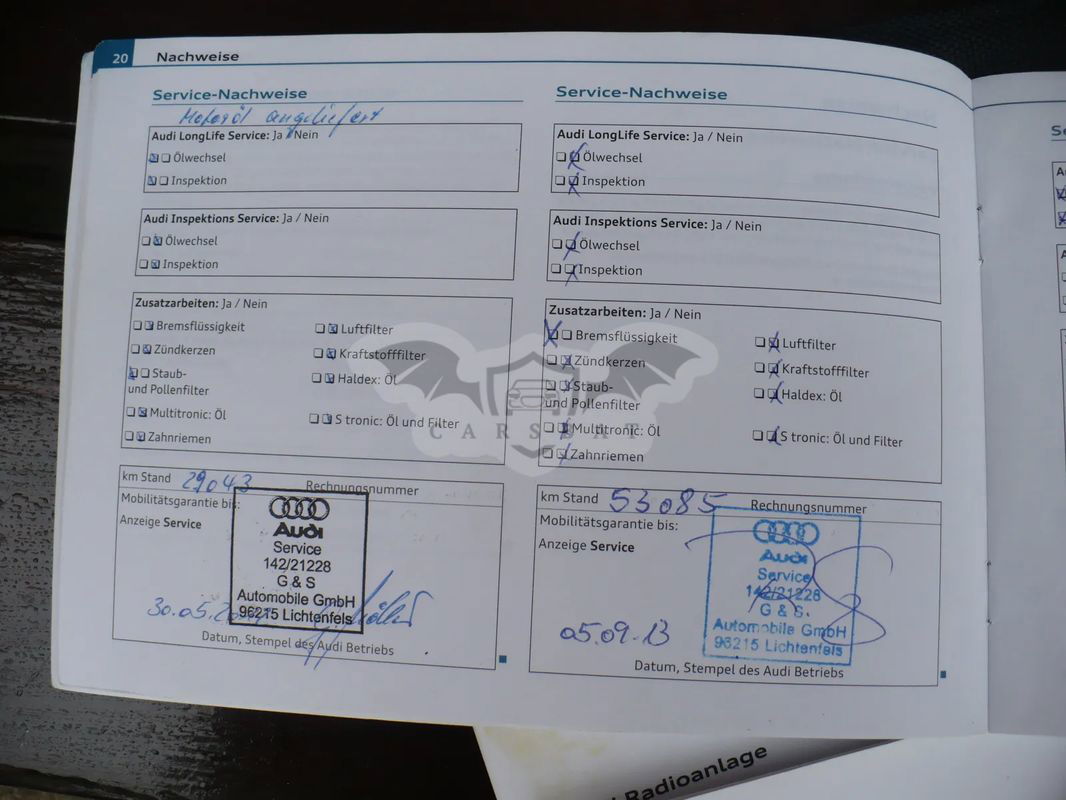 20 Nachweise
Service-Nachweise
Motoröl angeliefert
Audi LongLife Service: Ja / Nein
Ölwechsel
Inspektion
Audi Inspektions Service: Ja / Nein
Ölwechsel
Inspektion
Zusatzarbeiten: Ja / Nein
Bremsflüssigkeit
Luftfilter
Zündkerzen
Kraftstofffilter
Staub-
und Pollenfilter
Haldex: Öl
Multitronic: Öl
S tronic: Öl und Filter
Zahnriemen
km Stand 29043
Rechnungsnummer
Mobilitätsgarantie bis:
Anzeige Service
Audi
Service
142/21228
G & S
Automobile GmbH
96215 Lichtenfels
30.05.
Datum, Stempel des Audi Betriebs
Service-Nachweise
Audi LongLife Service: Ja / Nein
Ölwechsel
Inspektion
Audi Inspektions Service: Ja / Nein
Ölwechsel
Inspektion
Zusatzarbeiten: Ja / Nein
Bremsflüssigkeit
Luftfilter
Zündkerzen
Kraftstofffilter
Staub-
und Pollenfilter
Haldex: Öl
Multitronic: Öl
S tronic: Öl und Filter
Zahnriemen
km Stand 53085
Rechnungsnummer
Mobilitätsgarantie bis:
Anzeige Service
Audi
Service
142/21228
G & S.
Automobile GmbH
96215 Lichtenfels
05.09.13
Datum, Stempel des Audi Betriebs
CARSBAT
Radioanlage